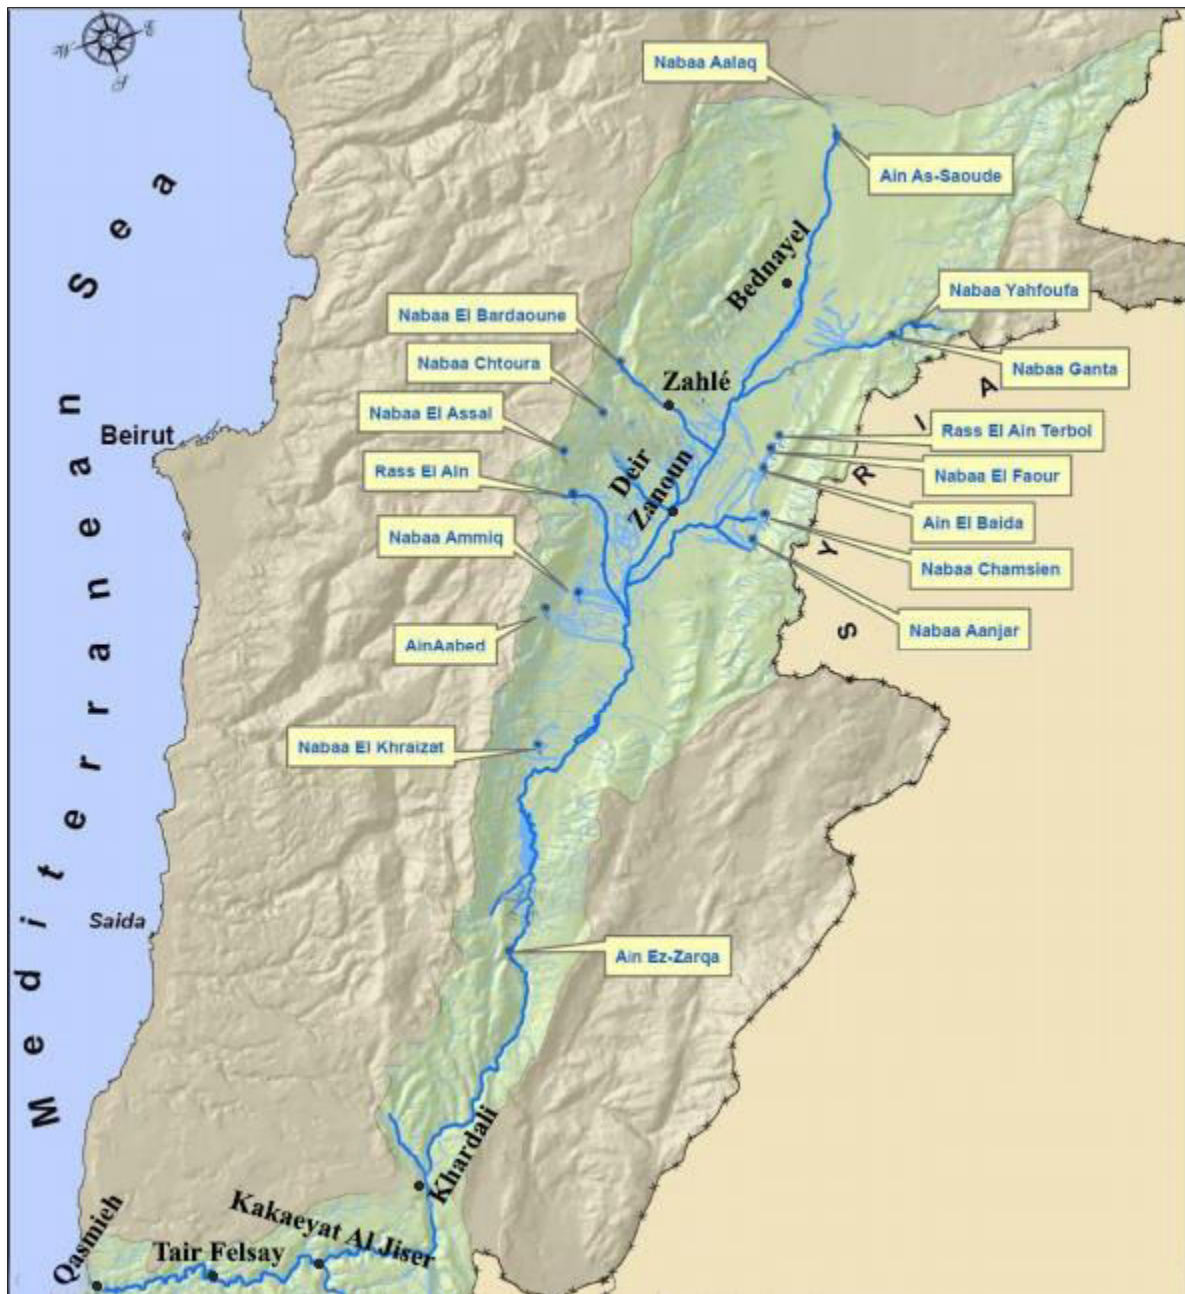 W
E
S
Nabaa Aalaq
Ain As-Saoude
Bednayel
Nabaa Yahfoufa
Nabaa El Bardaoune
Nabaa Ganta
Nabaa Chtoura
Zahlé
Nabaa El Assal
Beirut
Rass El Ain Terbol
Rass El Ain
Deir
Zanoun
Nabaa El Faour
Ain El Baida
Nabaa Ammiq
Nabaa Chamsien
Nabaa Aanjar
AinAabed
SYRIA
Mediterranean Sea
Nabaa El Khraizat
Saida
Ain Ez-Zarqa
Khardali
Kakaeyat Al Jiser
Tair Felsay
Qasmieh